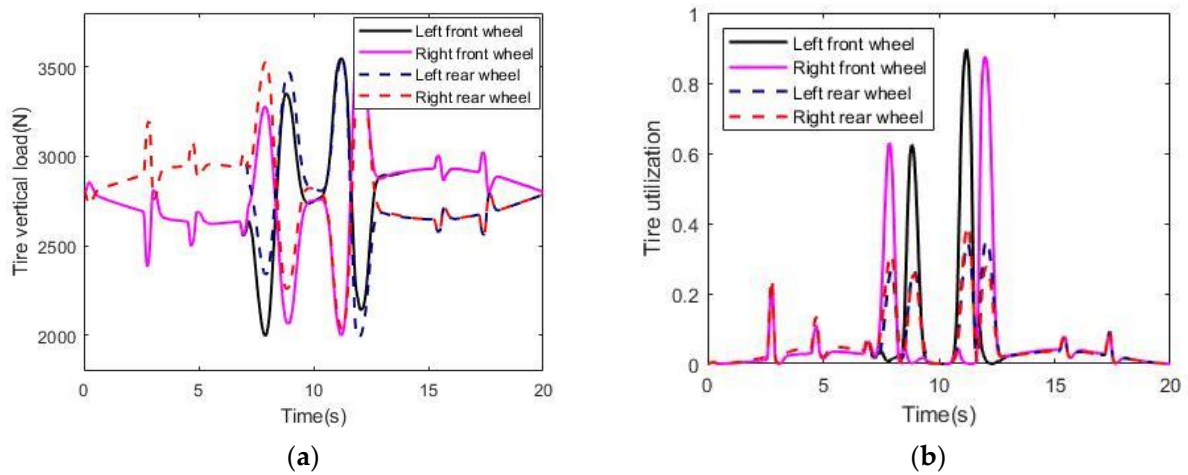 Tire vertical load(N)
3500
3000
2500
2000
0
5
10
15
20
Time(s)
Left front wheel
Right front wheel
Left rear wheel
Right rear wheel
(a)
Tire utilization
1
0.8
0.6
0.4
0.2
0
0
5
10
15
20
Time(s)
Left front wheel
Right front wheel
Left rear wheel
Right rear wheel
(b)